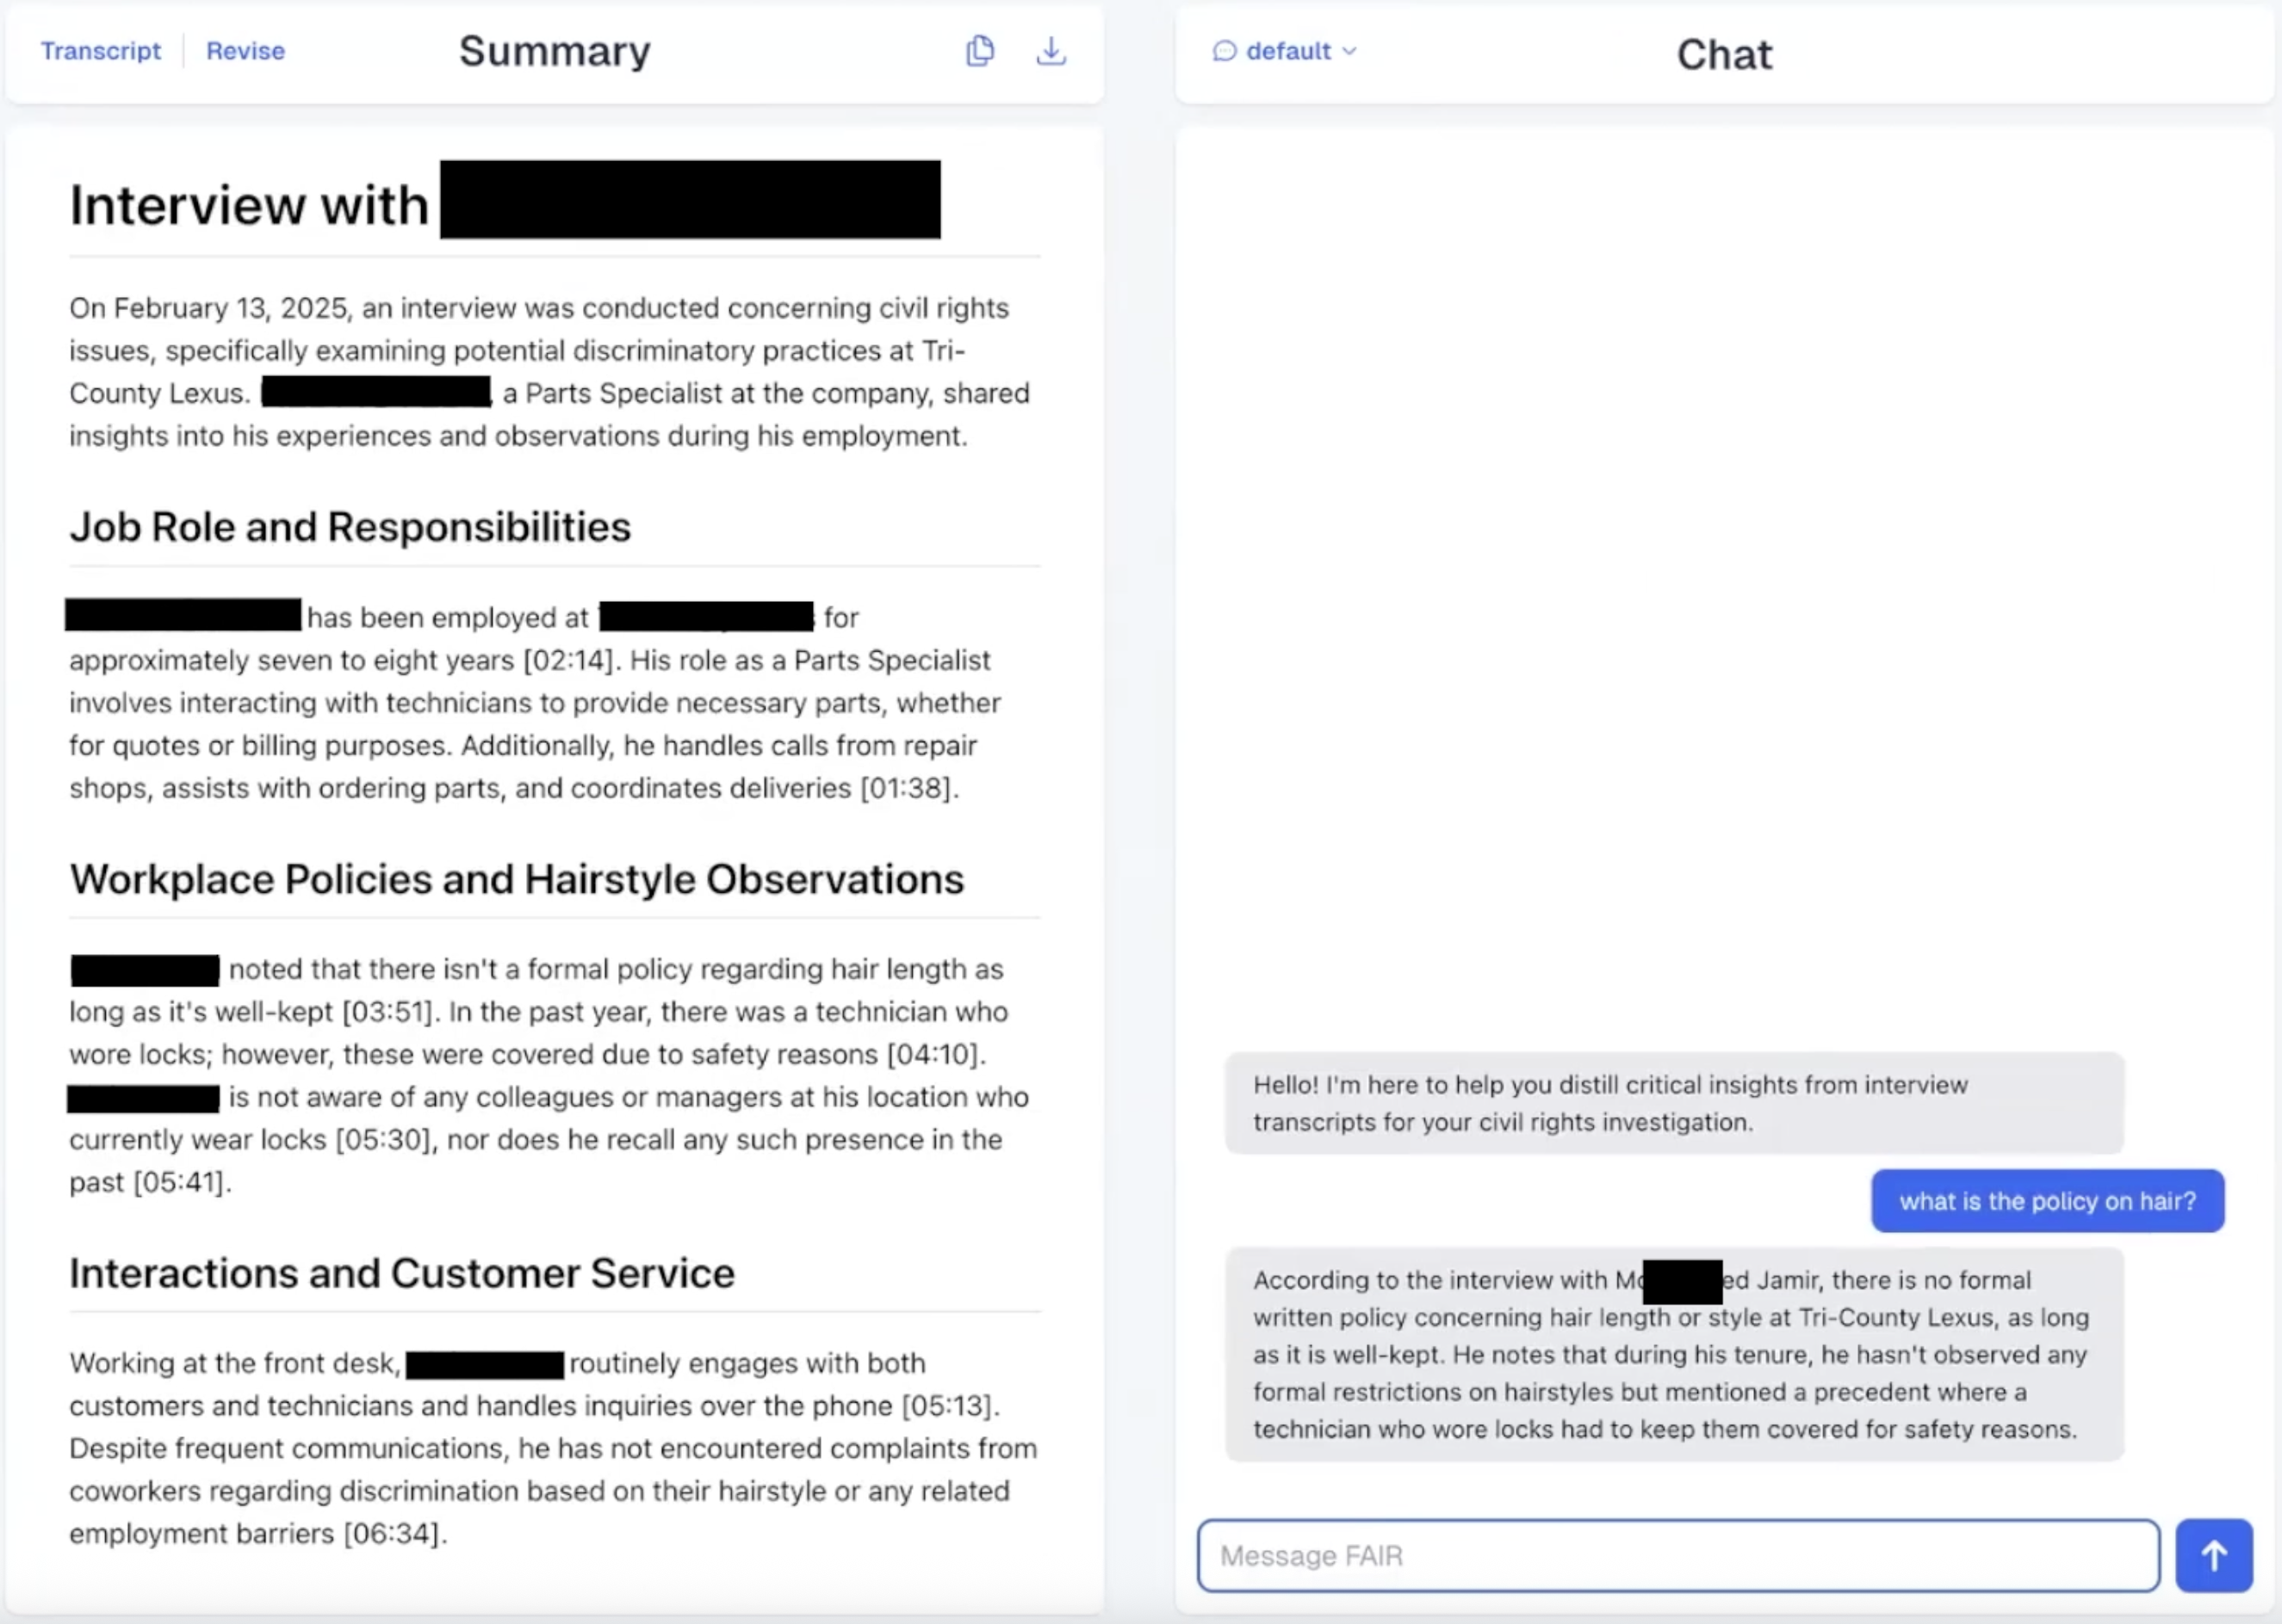 Transcript
Revise
Summary
default
Chat
Interview with
On February 13, 2025, an interview was conducted concerning civil rights
issues, specifically examining potential discriminatory practices at Tri-
County Lexus. a Parts Specialist at the company, shared
insights into his experiences and observations during his employment.
Job Role and Responsibilities
has been employed at for
approximately seven to eight years [02:14]. His role as a Parts Specialist
involves interacting with technicians to provide necessary parts, whether
for quotes or billing purposes. Additionally, he handles calls from repair
shops, assists with ordering parts, and coordinates deliveries [01:38].
Workplace Policies and Hairstyle Observations
noted that there isn't a formal policy regarding hair length as
long as it's well-kept [03:51]. In the past year, there was a technician who
wore locks; however, these were covered due to safety reasons [04:10].
is not aware of any colleagues or managers at his location who
currently wear locks [05:30], nor does he recall any such presence in the
past [05:41].
Interactions and Customer Service
Working at the front desk, routinely engages with both
customers and technicians and handles inquiries over the phone [05:13].
Despite frequent communications, he has not encountered complaints from
coworkers regarding discrimination based on their hairstyle or any related
employment barriers [06:34].
Hello! I'm here to help you distill critical insights from interview
transcripts for your civil rights investigation.
what is the policy on hair?
According to the interview with Jamir, there is no formal
written policy concerning hair length or style at Tri-County Lexus, as long
as it is well-kept. He notes that during his tenure, he hasn't observed any
formal restrictions on hairstyles but mentioned a precedent where a
technician who wore locks had to keep them covered for safety reasons.
Message FAIR